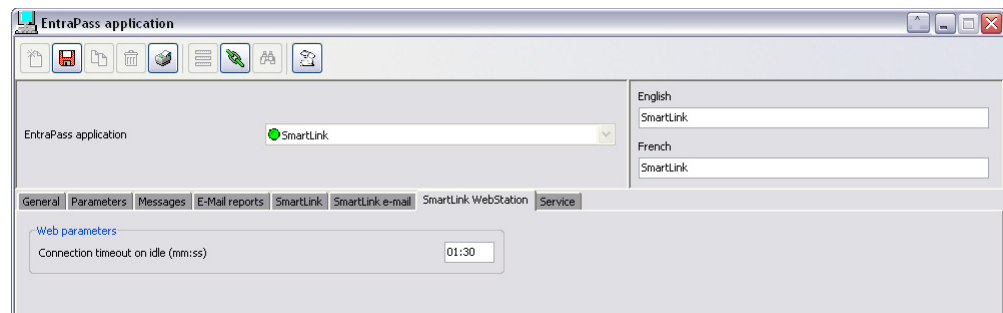 EntraPass application
English
SmartLink
EntraPass application
SmartLink
French
SmartLink
General Parameters Messages E-Mail reports SmartLink SmartLink e-mail SmartLink WebStation Service
Web parameters
Connection timeout on idle (mm:ss) 01:30